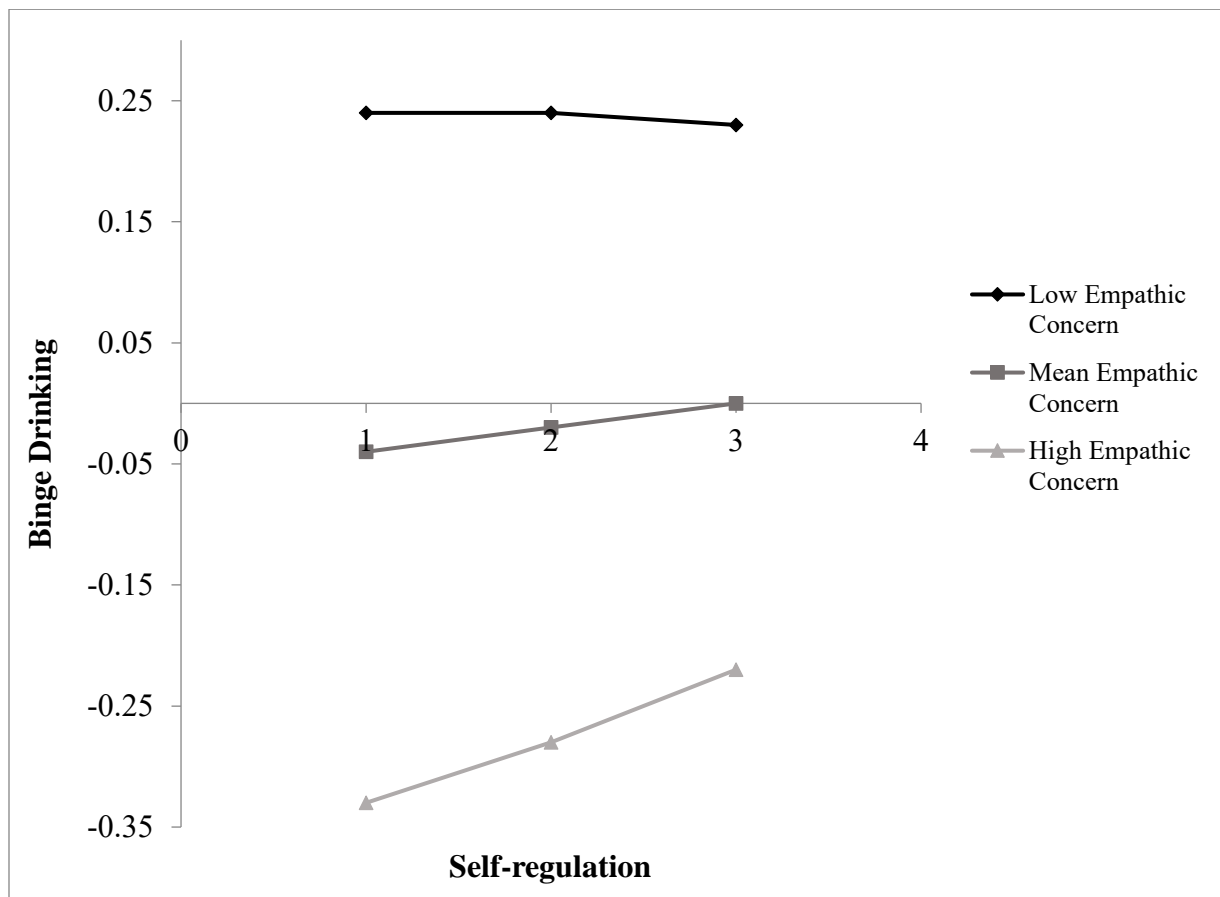 0.25
0.15
0.05
-0.05
-0.15
-0.25
-0.35
0 1 2 3 4
Binge Drinking
Self-regulation
Low Empathic
Concern
Mean Empathic
Concern
High Empathic
Concern